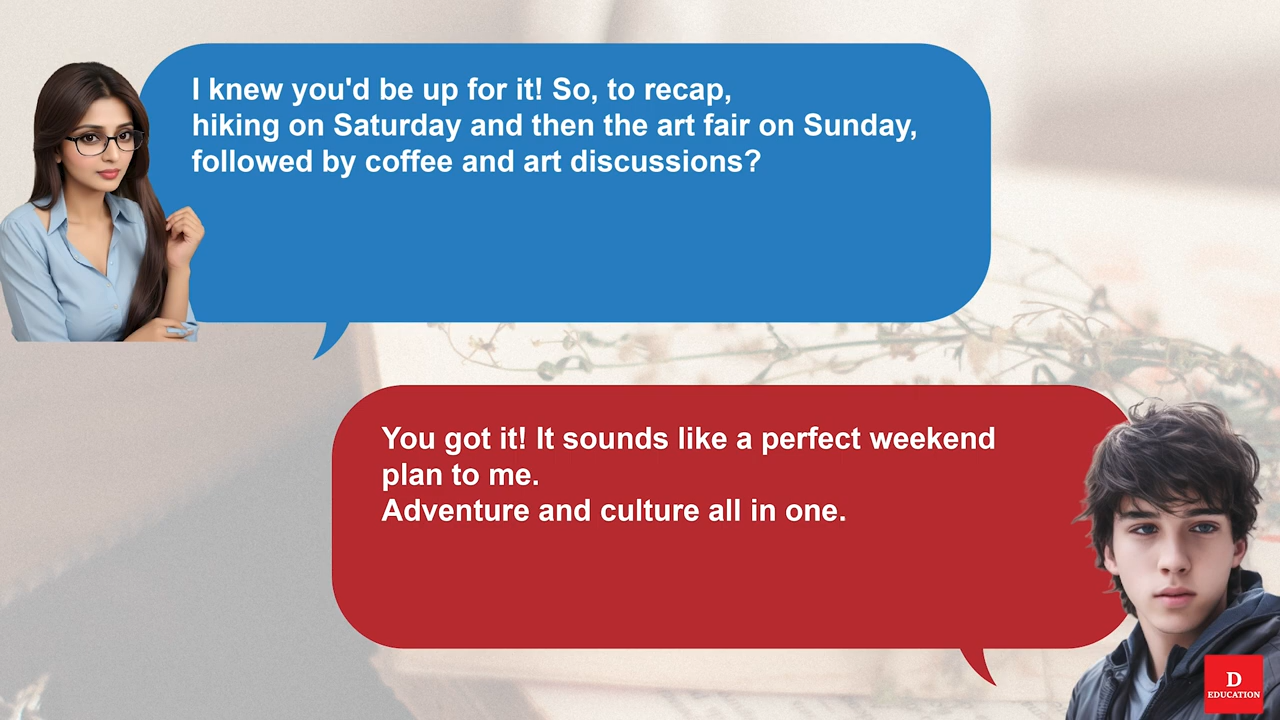 I knew you'd be up for it! So, to recap,
hiking on Saturday and then the art fair on Sunday,
followed by coffee and art discussions?
You got it! It sounds like a perfect weekend
plan to me.
Adventure and culture all in one.
D
EDUCATION